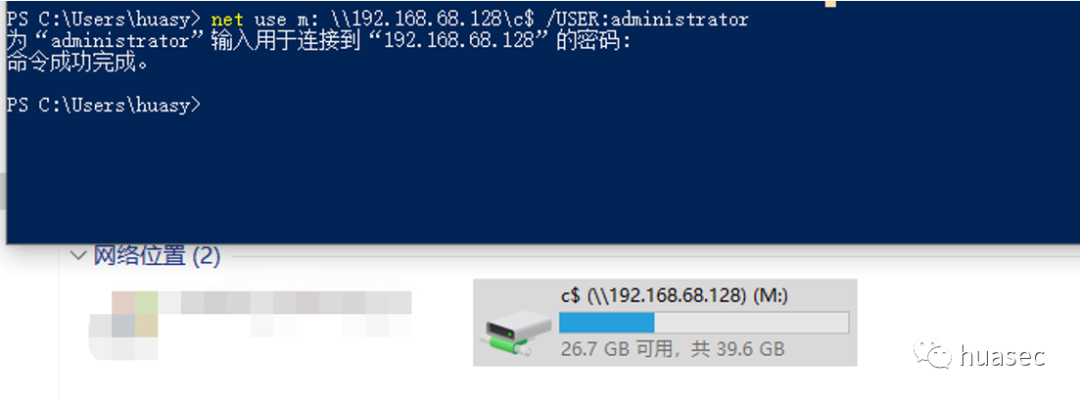 PS C:\Users\huasy> net use m: \\192.168.68.128\c$ /USER:administrator
为“administrator”输入用于连接到“192.168.68.128”的密码:
命令成功完成。
PS C:\Users\huasy>
网络位置 (2)
c$ (\\192.168.68.128) (M:)
26.7 GB 可用，共 39.6 GB
huasec